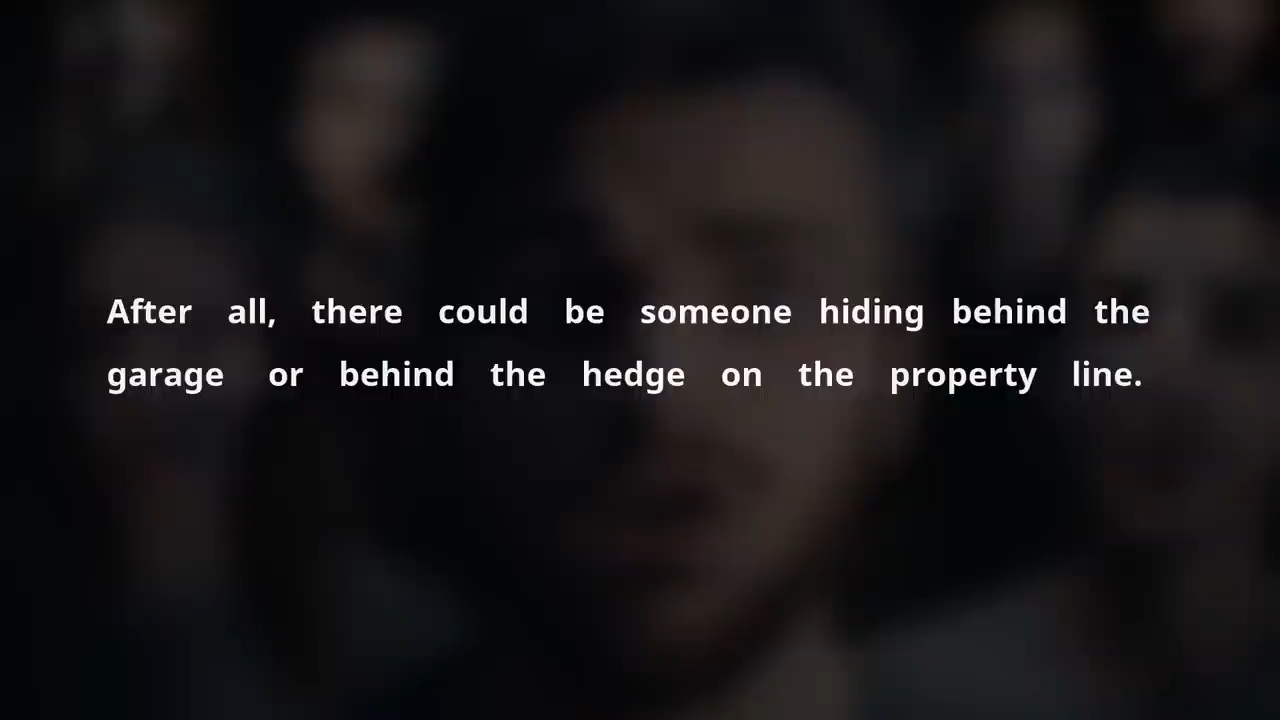 After all, there could be someone hiding behind the
garage or behind the hedge on the property line.